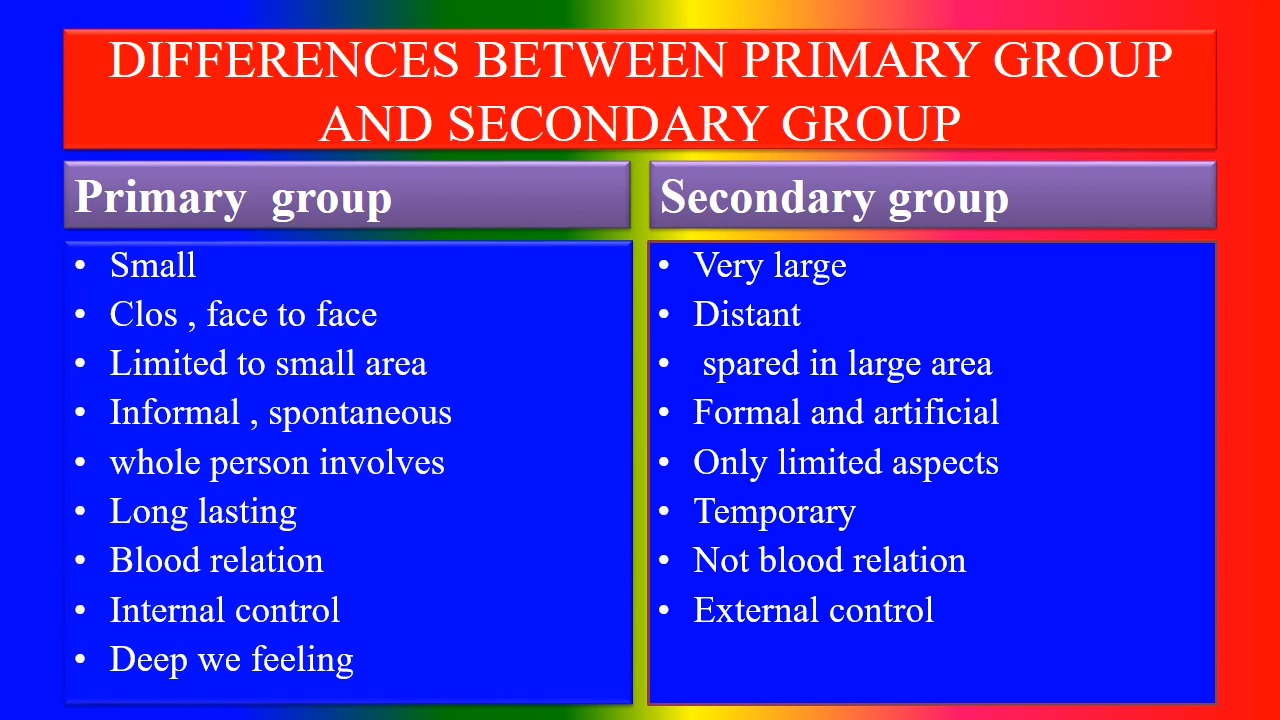 DIFFERENCES BETWEEN PRIMARY GROUP
AND SECONDARY GROUP
Primary group
• Small
• Clos , face to face
• Limited to small area
• Informal , spontaneous
• whole person involves
• Long lasting
• Blood relation
• Internal control
• Deep we feeling
Secondary group
• Very large
• Distant
• spared in large area
• Formal and artificial
• Only limited aspects
• Temporary
• Not blood relation
• External control